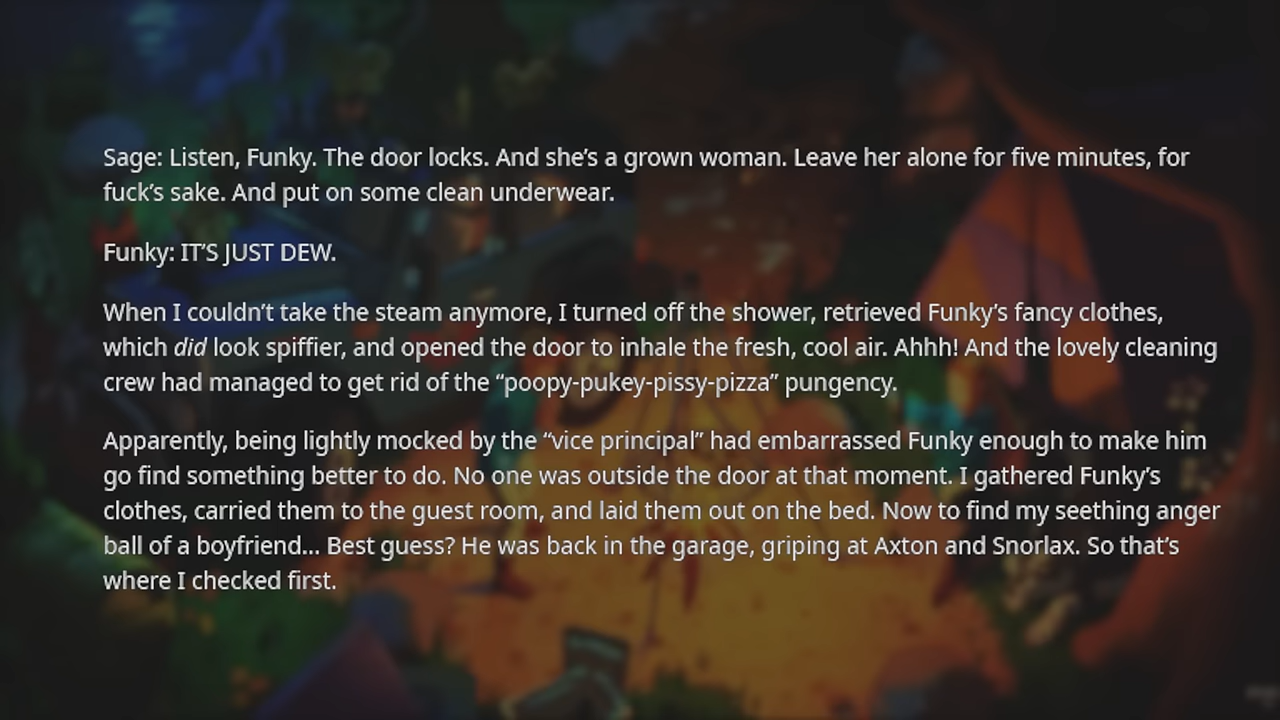 Sage: Listen, Funky. The door locks. And she’s a grown woman. Leave her alone for five minutes, for
fuck’s sake. And put on some clean underwear.
Funky: IT’S JUST DEW.
When I couldn’t take the steam anymore, I turned off the shower, retrieved Funky’s fancy clothes,
which did look spiffier, and opened the door to inhale the fresh, cool air. Ahhh! And the lovely cleaning
crew had managed to get rid of the “poopy-pukey-pissy-pizza” pungency.
Apparently, being lightly mocked by the “vice principal” had embarrassed Funky enough to make him
go find something better to do. No one was outside the door at that moment. I gathered Funky’s
clothes, carried them to the guest room, and laid them out on the bed. Now to find my seething anger
ball of a boyfriend... Best guess? He was back in the garage, griping at Axton and Snorlax. So that’s
where I checked first.